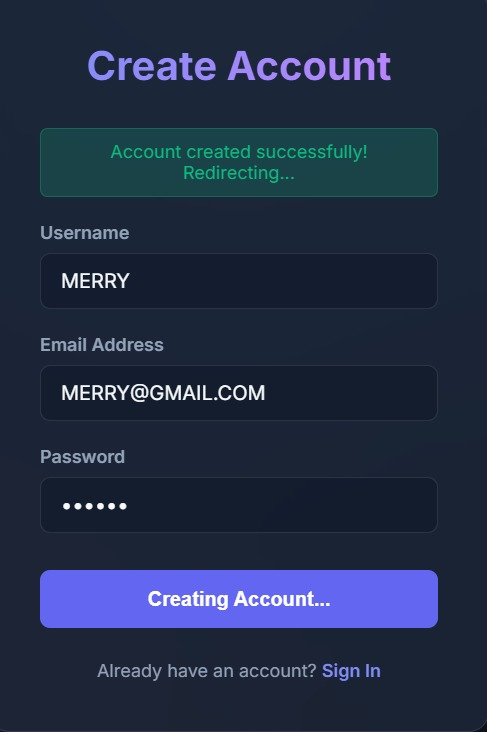 Create Account
Account created successfully!
Redirecting...
Username
MERRY
Email Address
MERRY@GMAIL.COM
Password
••••••
Creating Account...
Already have an account? Sign In